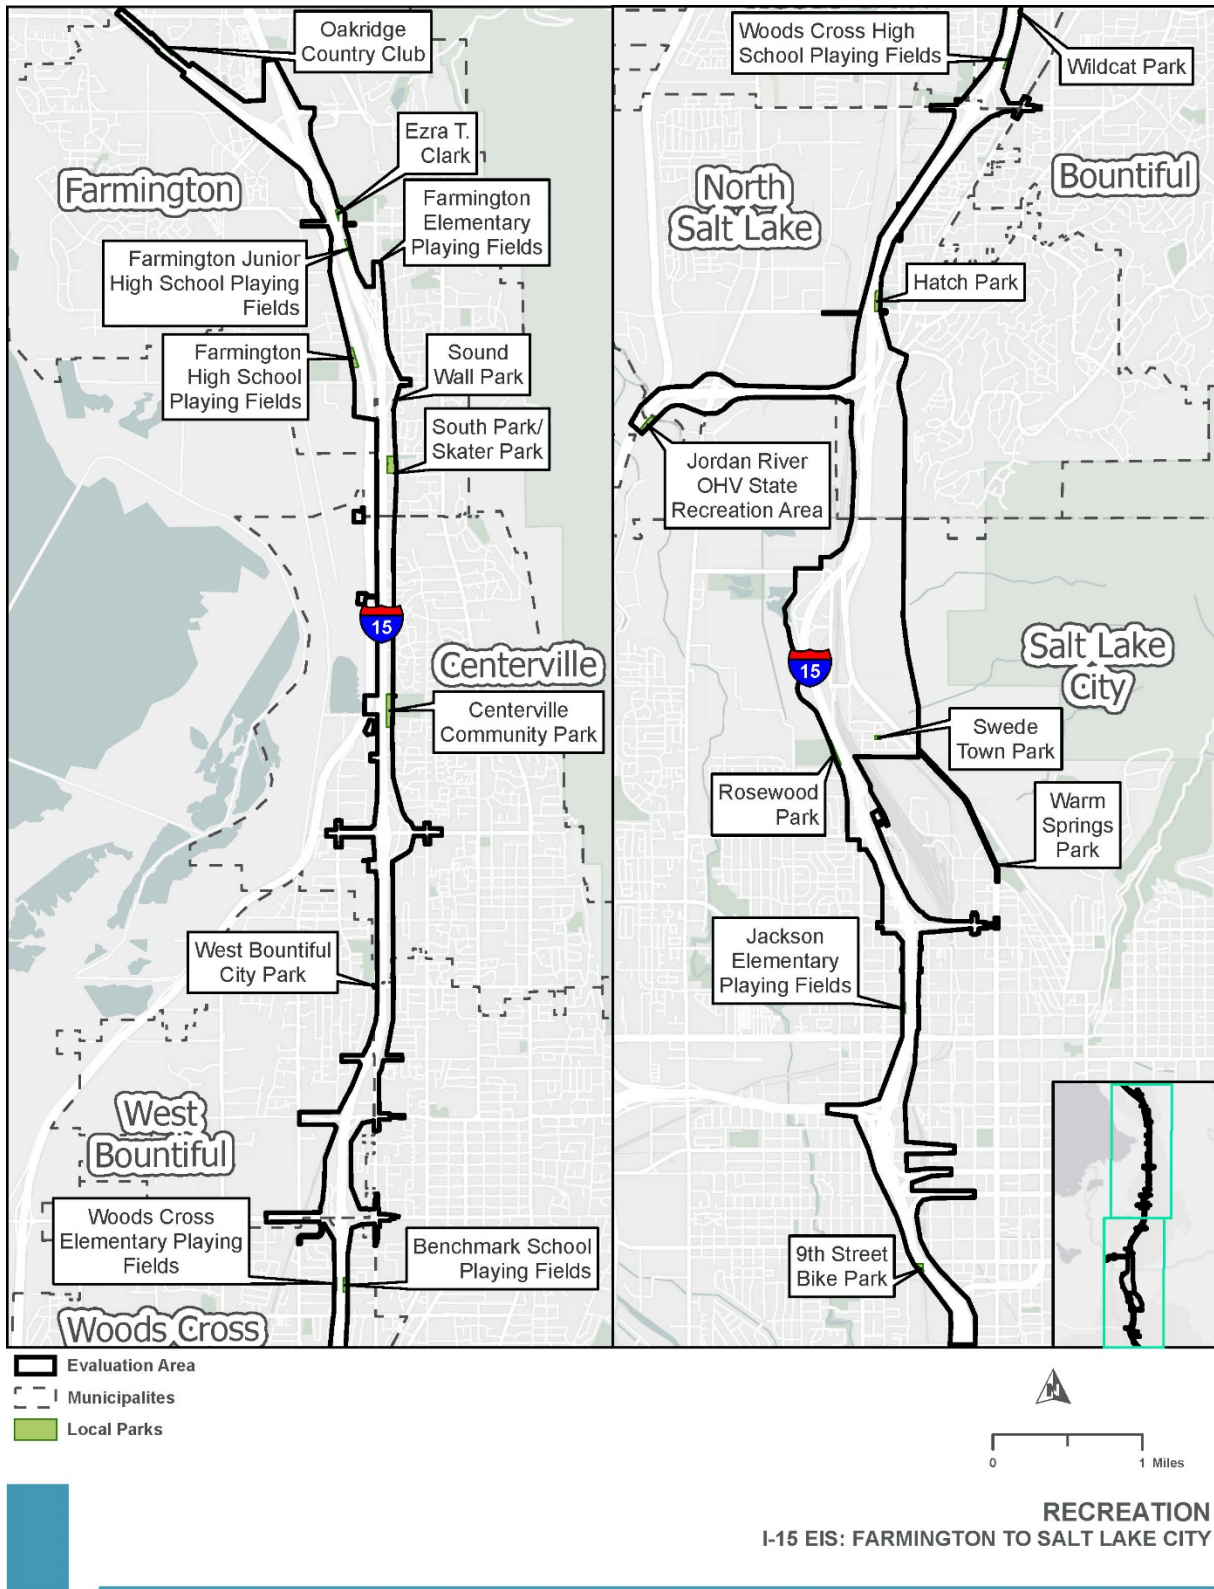 Oakridge
Country Club
Ezra T.
Clark
Farmington
Farmington
Elementary
Playing Fields
Farmington Junior
High School Playing
Fields
Farmington
High School
Playing Fields
Sound
Wall Park
South Park/
Skater Park
15
Centerville
Centerville
Community Park
West Bountiful
City Park
West
Bountiful
Woods Cross
Elementary Playing
Fields
Benchmark School
Playing Fields
Woods Cross
Woods Cross High
School Playing Fields
Wildcat Park
North
Salt Lake
Bountiful
Hatch Park
Jordan River
OHV State
Recreation Area
15
Salt Lake
City
Swede
Town Park
Rosewood
Park
Warm
Springs
Park
Jackson
Elementary
Playing Fields
9th Street
Bike Park
Evaluation Area
Municipalites
Local Parks
N
0 1 Miles
RECREATION
I-15 EIS: FARMINGTON TO SALT LAKE CITY